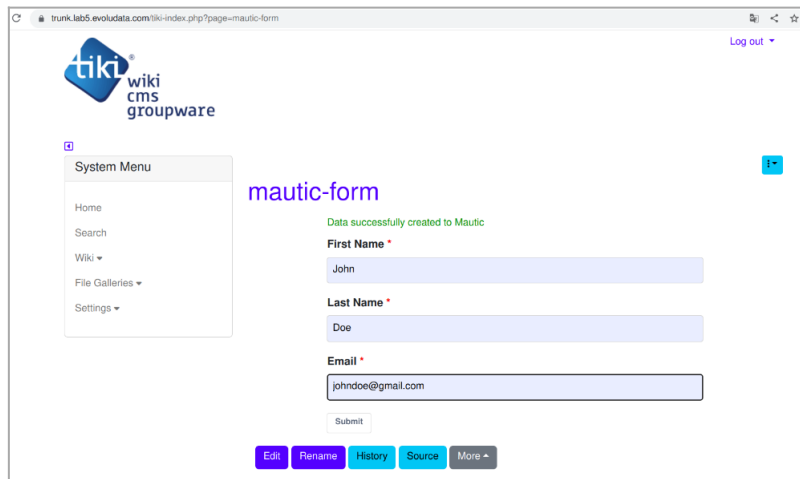 trunk.lab5.evoludata.com/tiki-index.php?page=mautic-form
Log out
tiki®
wiki
cms
groupware
System Menu
Home
Search
Wiki
File Galleries
Settings
mautic-form
Data successfully created to Mautic
First Name *
John
Last Name *
Doe
Email *
johndoe@gmail.com
Submit
Edit Rename History Source More